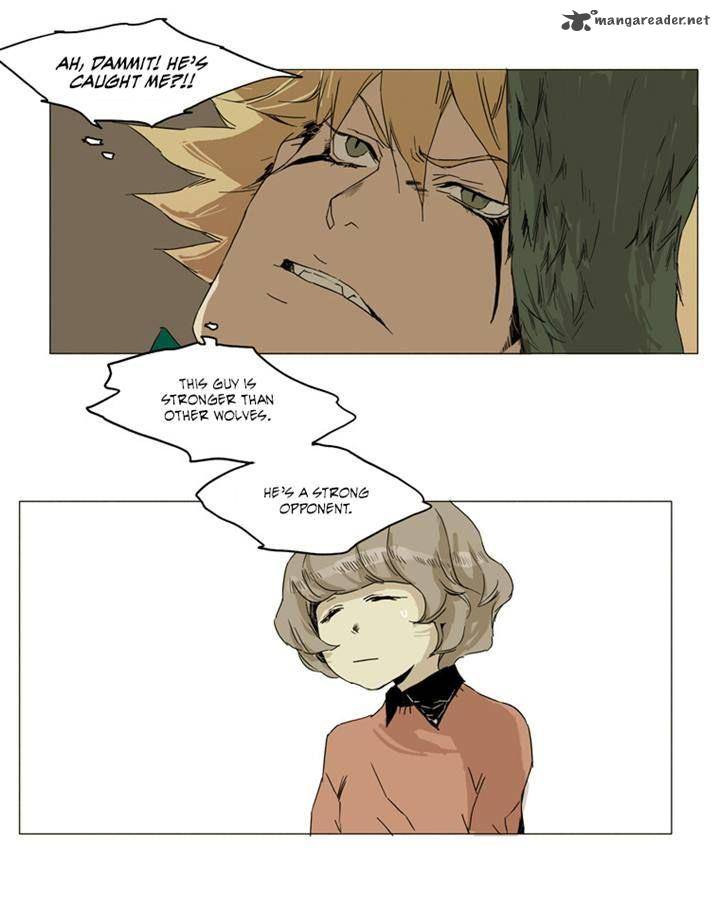 mangareader.net
AH, DAMMIT! HE'S
CAUGHT ME?!!
THIS GUY IS
STRONGER THAN
OTHER WOLVES.
HE'S A STRONG
OPPONENT.